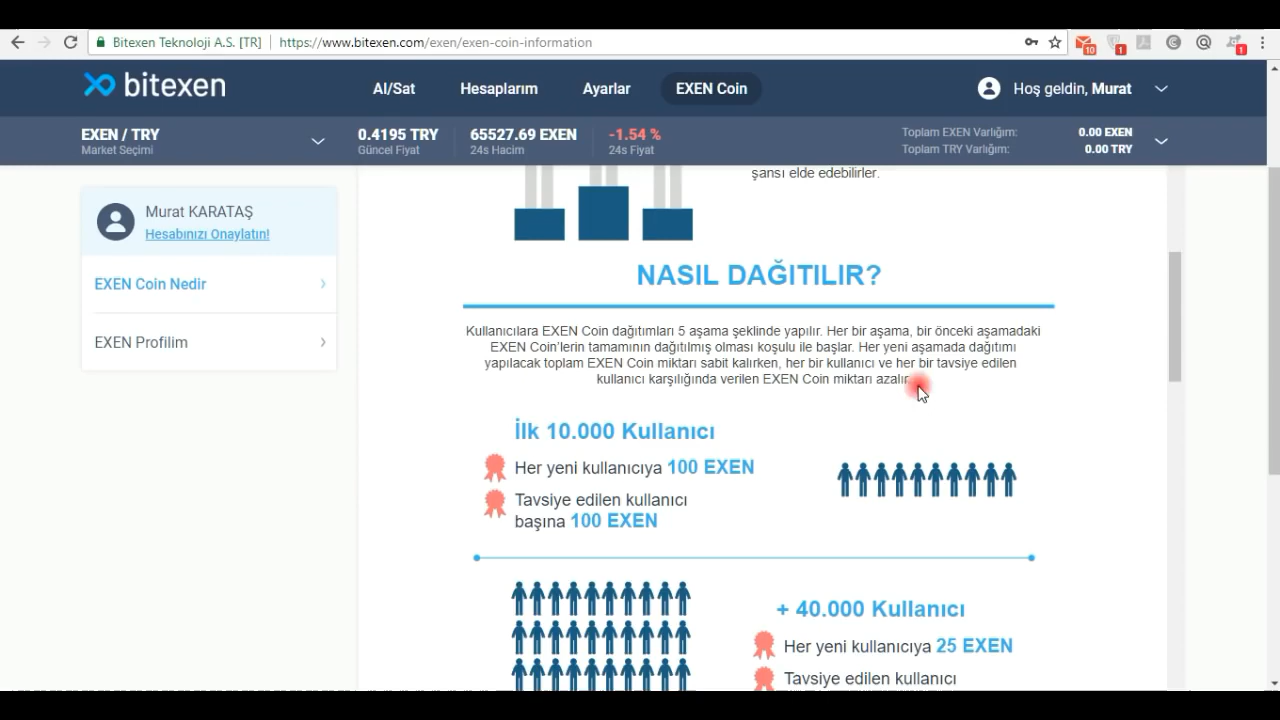 Bitexen Teknoloji A.S. [TR] https://www.bitexen.com/exen/exen-coin-information
10
1
1
bitexen
Al/Sat
Hesaplarım
Ayarlar
EXEN Coin
Hoş geldin, Murat
EXEN / TRY
Market Seçimi
0.4195 TRY
Güncel Fiyat
65527.69 EXEN
24s Hacim
-1.54 %
24s Fiyat
Toplam EXEN Varlığım: 0.00 EXEN
Toplam TRY Varlığım: 0.00 TRY
Murat KARATAŞ
Hesabınızı Onaylatın!
EXEN Coin Nedir
EXEN Profilim
şansı elde edebilirler.
NASIL DAĞITILIR?
Kullanıcılara EXEN Coin dağıtımları 5 aşama şeklinde yapılır. Her bir aşama, bir önceki aşamadaki
EXEN Coin'lerin tamamının dağıtılmış olması koşulu ile başlar. Her yeni aşamada dağıtımı
yapılacak toplam EXEN Coin miktarı sabit kalırken, her bir kullanıcı ve her bir tavsiye edilen
kullanıcı karşılığında verilen EXEN Coin miktarı azalır.
İlk 10.000 Kullanıcı
Her yeni kullanıcıya 100 EXEN
Tavsiye edilen kullanıcı
başına 100 EXEN
+ 40.000 Kullanıcı
Her yeni kullanıcıya 25 EXEN
Tavsiye edilen kullanıcı